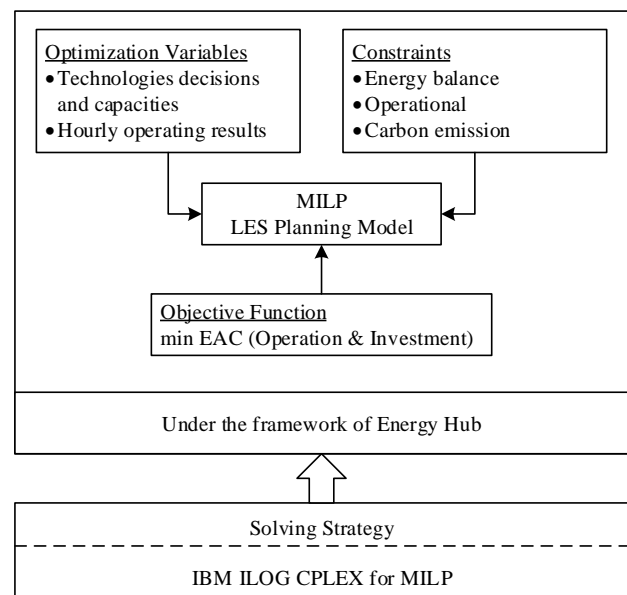 Optimization Variables
• Technologies decisions
and capacities
• Hourly operating results
Constraints
• Energy balance
• Operational
• Carbon emission
MILP
LES Planning Model
Objective Function
min EAC (Operation & Investment)
Under the framework of Energy Hub
Solving Strategy
IBM ILOG CPLEX for MILP